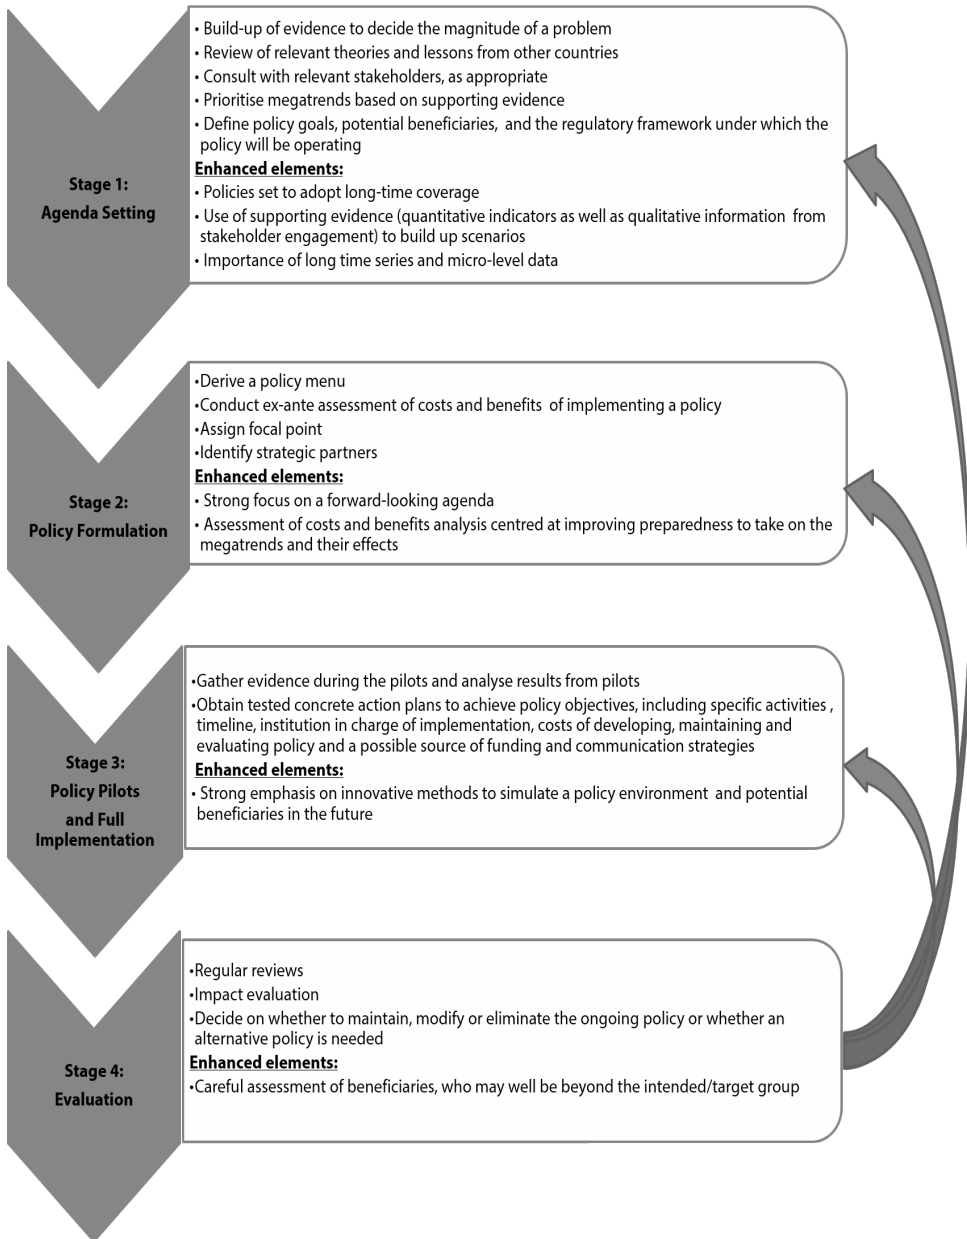 Stage 1:
Agenda Setting
• Build-up of evidence to decide the magnitude of a problem
• Review of relevant theories and lessons from other countries
• Consult with relevant stakeholders, as appropriate
• Prioritise megatrends based on supporting evidence
• Define policy goals, potential beneficiaries, and the regulatory framework under which the
policy will be operating
Enhanced elements:
• Policies set to adopt long-time coverage
• Use of supporting evidence (quantitative indicators as well as qualitative information from
stakeholder engagement) to build up scenarios
• Importance of long time series and micro-level data
Stage 2:
Policy Formulation
•Derive a policy menu
•Conduct ex-ante assessment of costs and benefits of implementing a policy
•Assign focal point
•Identify strategic partners
Enhanced elements:
• Strong focus on a forward-looking agenda
• Assessment of costs and benefits analysis centred at improving preparedness to take on the
megatrends and their effects
Stage 3:
Policy Pilots
and Full
Implementation
•Gather evidence during the pilots and analyse results from pilots
•Obtain tested concrete action plans to achieve policy objectives, including specific activities ,
timeline, institution in charge of implementation, costs of developing, maintaining and
evaluating policy and a possible source of funding and communication strategies
Enhanced elements:
• Strong emphasis on innovative methods to simulate a policy environment and potential
beneficiaries in the future
Stage 4:
Evaluation
•Regular reviews
•Impact evaluation
•Decide on whether to maintain, modify or eliminate the ongoing policy or whether an
alternative policy is needed
Enhanced elements:
•Careful assessment of beneficiaries, who may well be beyond the intended/target group